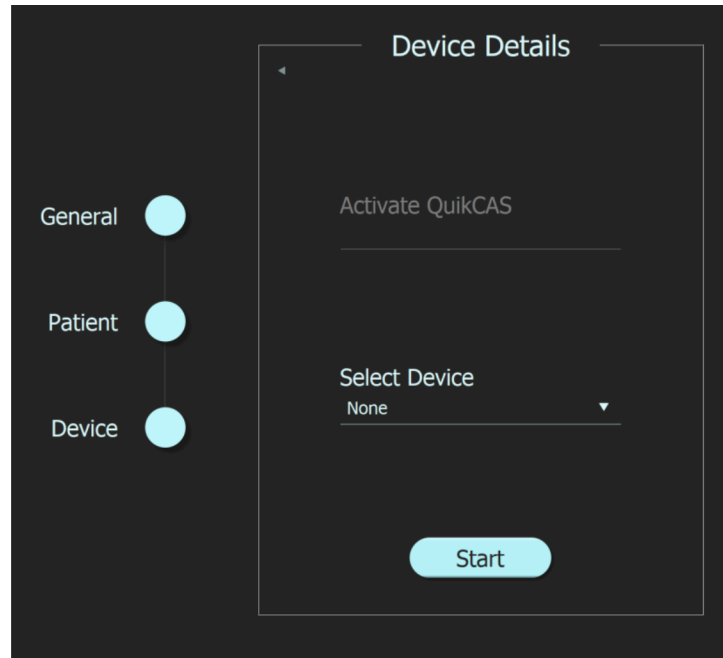 Device Details
General
Patient
Device
Activate QuikCAS
Select Device
None
Start